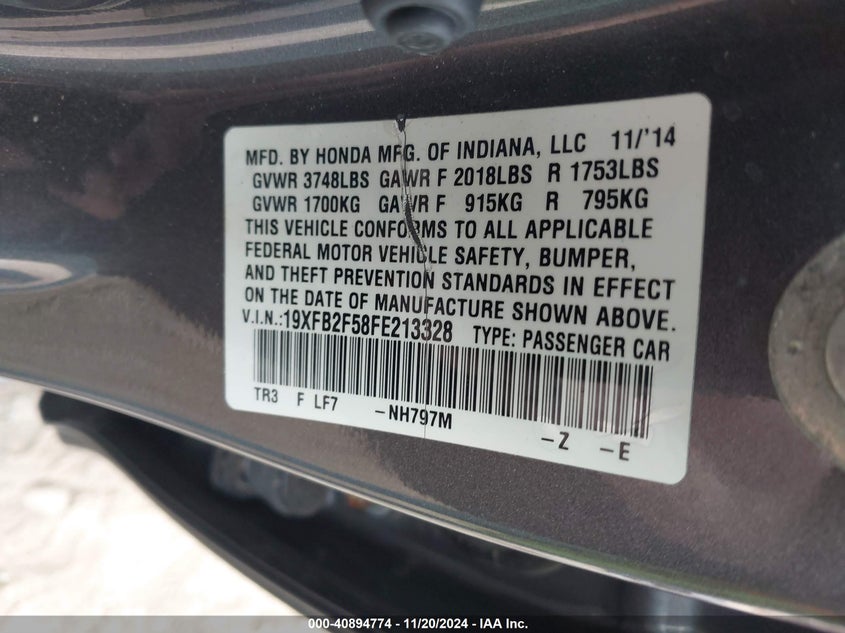 MFD. BY HONDA MFG. OF INDIANA, LLC 11/'14
GVWR 3748LBS GAWR F 2018LBS R 1753LBS
GVWR 1700KG GAWR F 915KG R 795KG
THIS VEHICLE CONFORMS TO ALL APPLICABLE
FEDERAL MOTOR VEHICLE SAFETY, BUMPER,
AND THEFT PREVENTION STANDARDS IN EFFECT
ON THE DATE OF MANUFACTURE SHOWN ABOVE.
V.I.N.:19XFB2F58FE213328 TYPE: PASSENGER CAR
TR3 F LF7 -NH797M -Z -E
000-40894774 - 11/20/2024 - IAA Inc.